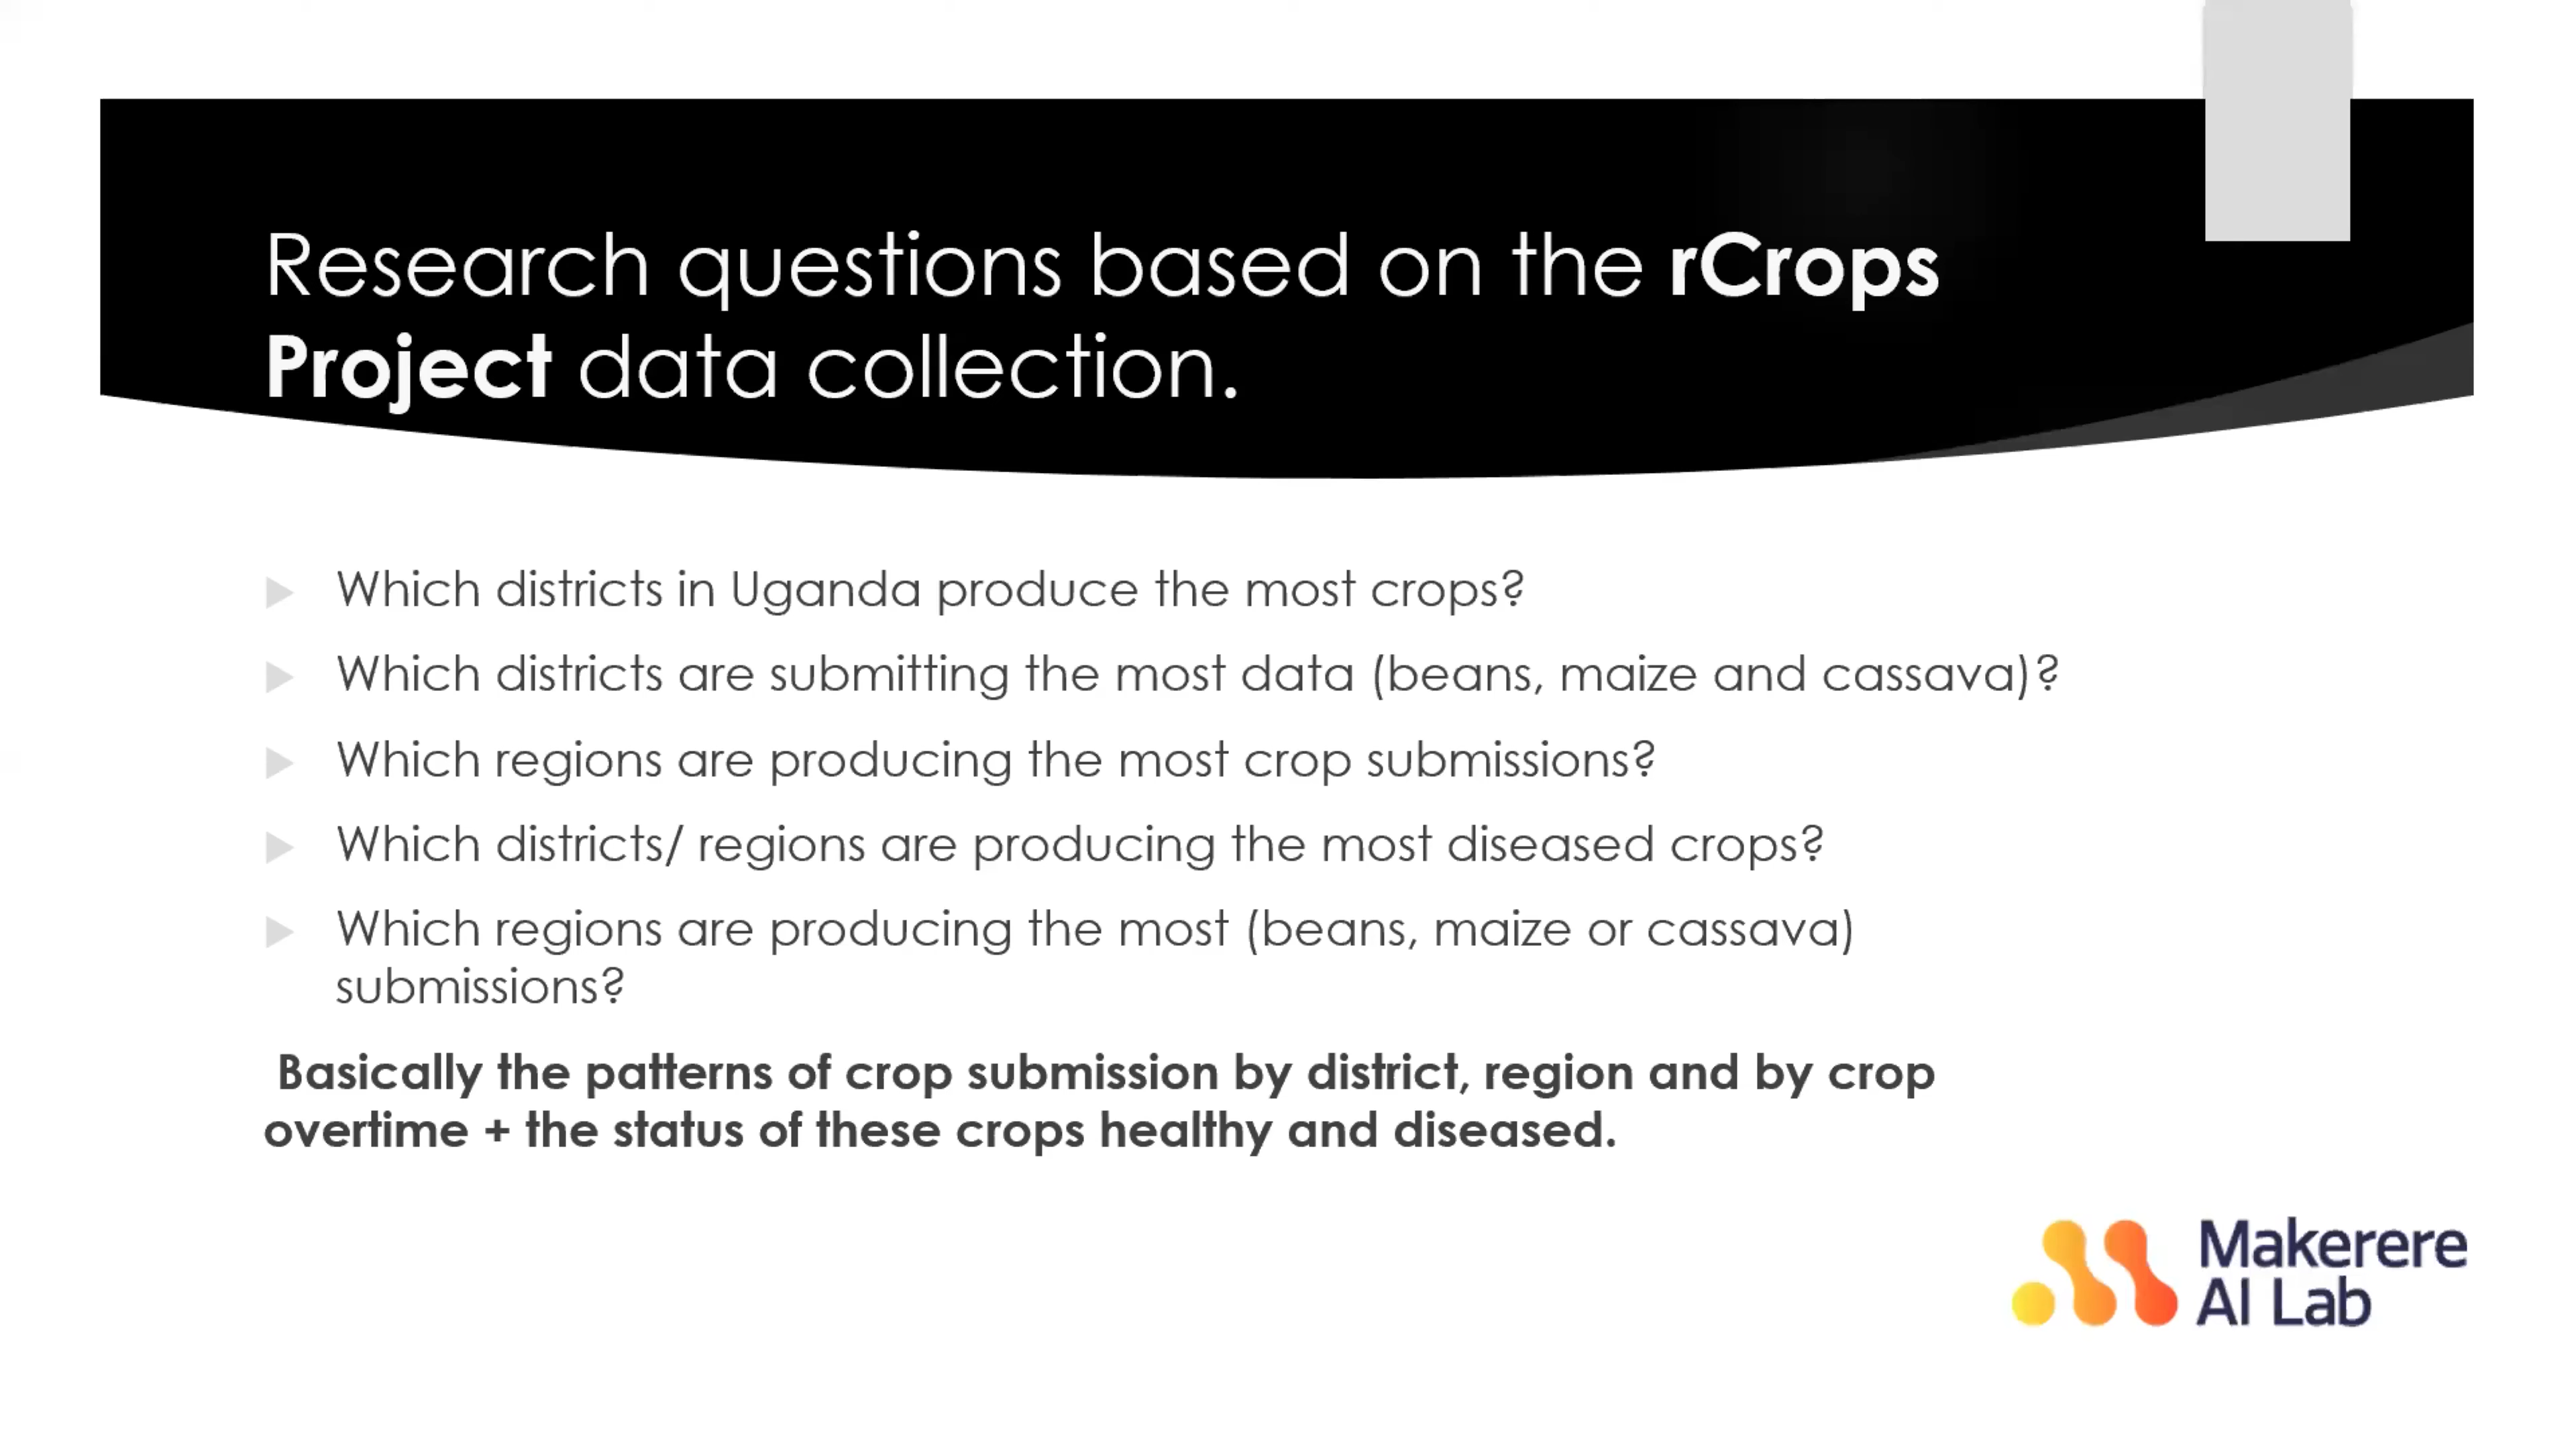 Research questions based on the rCrops
Project data collection.
Which districts in Uganda produce the most crops?
Which districts are submitting the most data (beans, maize and cassava)?
Which regions are producing the most crop submissions?
Which districts/ regions are producing the most diseased crops?
Which regions are producing the most (beans, maize or cassava)
submissions?
Basically the patterns of crop submission by district, region and by crop
overtime + the status of these crops healthy and diseased.
Makerere
AI Lab